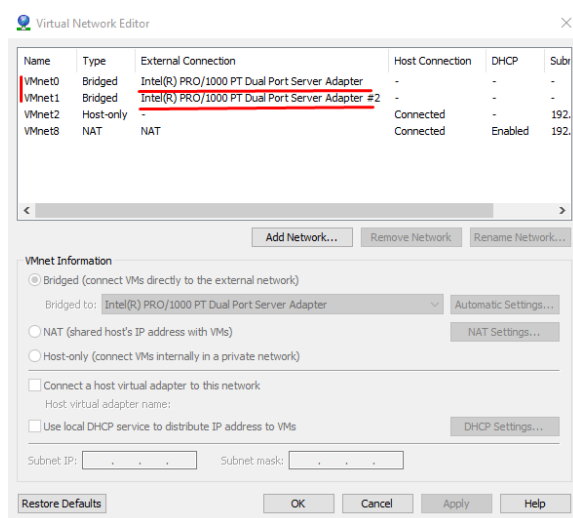 Virtual Network Editor
Name Type External Connection Host Connection DHCP Subr
VMnet0 Bridged Intel(R) PRO/1000 PT Dual Port Server Adapter - - -
VMnet1 Bridged Intel(R) PRO/1000 PT Dual Port Server Adapter #2 - - -
VMnet2 Host-only - Connected - 192.
VMnet8 NAT NAT Connected Enabled 192.
Add Network... Remove Network Rename Network...
VMnet Information
Bridged (connect VMs directly to the external network)
Bridged to: Intel(R) PRO/1000 PT Dual Port Server Adapter Automatic Settings...
NAT (shared host's IP address with VMs) NAT Settings...
Host-only (connect VMs internally in a private network)
Connect a host virtual adapter to this network
Host virtual adapter name:
Use local DHCP service to distribute IP address to VMs DHCP Settings...
Subnet IP: . . . Subnet mask: . . .
Restore Defaults OK Cancel Apply Help